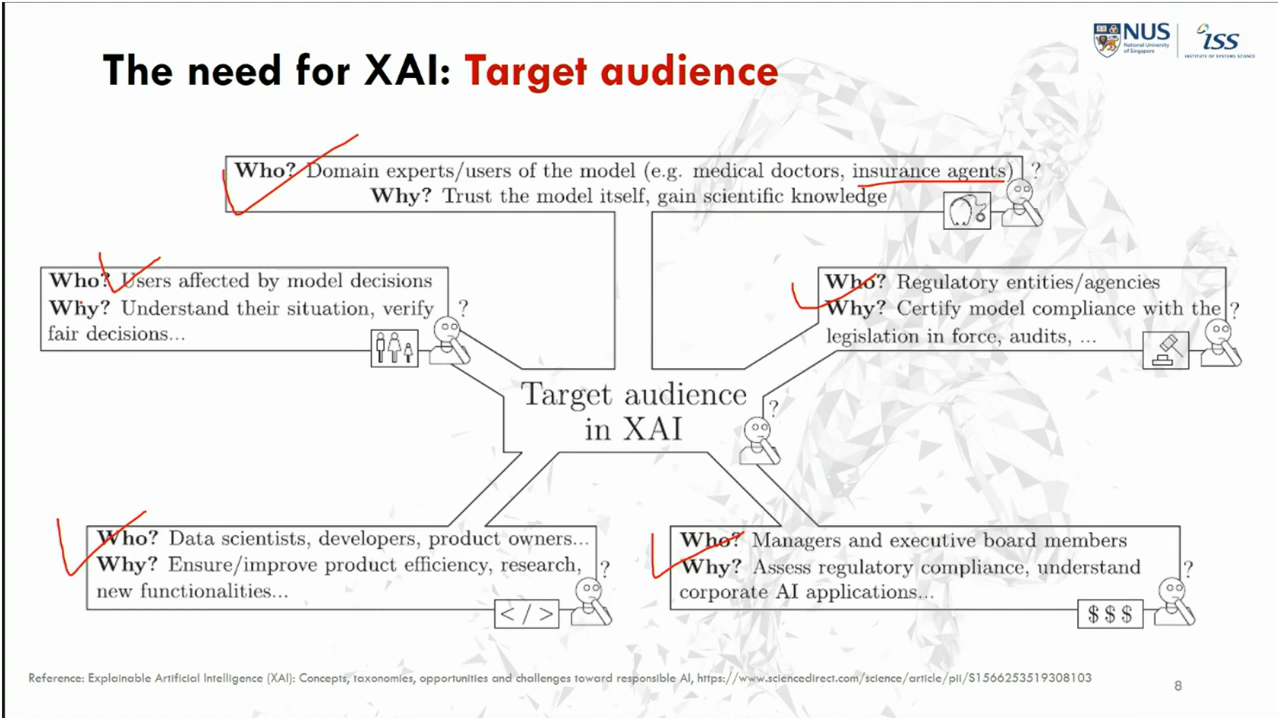 The need for XAI: Target audience
NUS
National University
of Singapore
iss
INSTITUTE OF SYSTEMS SCIENCE
Who? Domain experts/users of the model (e.g. medical doctors, insurance agents)
Why? Trust the model itself, gain scientific knowledge
?
Who? Users affected by model decisions
Why? Understand their situation, verify
fair decisions...
?
Who? Regulatory entities/agencies
Why? Certify model compliance with the
legislation in force, audits, ...
?
Target audience
in XAI
?
Who? Data scientists, developers, product owners...
Why? Ensure/improve product efficiency, research,
new functionalities...
?
</>
Who? Managers and executive board members
Why? Assess regulatory compliance, understand
corporate AI applications...
?
$ $ $
Reference: Explainable Artificial Intelligence (XAI): Concepts, taxonomies, opportunities and challenges toward responsible AI, https://www.sciencedirect.com/science/article/pii/S1566253519308103
8